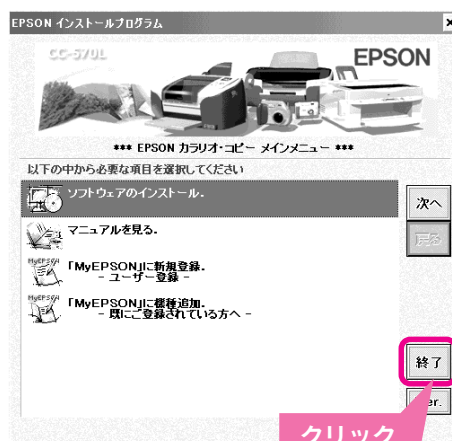 EPSON インストールプログラム
CC-570L
EPSON
*** EPSON カラリオ・コピー メインメニュー ***
以下の中から必要な項目を選択してください
ソフトウェアのインストール.
次へ
マニュアルを見る.
戻る
MyEPSON
「MyEPSON」に新規登録.
- ユーザー登録 -
MyEPSON
「MyEPSON」に機種追加.
- 既にご登録されている方へ -
終了
er.
クリック